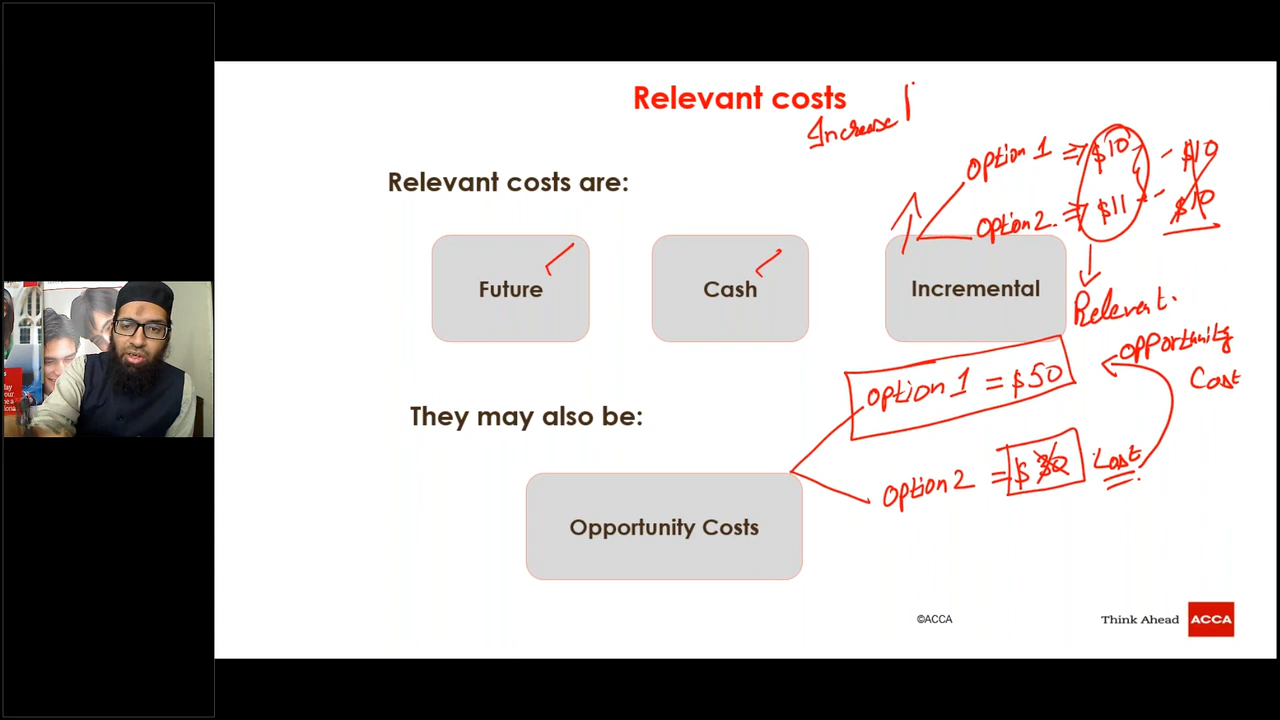 Relevant costs
Increase
Relevant costs are:
Option 1 ⇒ $10 - $10
Option 2. ⇒ $11 - $10
Future
Cash
Incremental
Relevant.
Opportunity
Cost
Option 1 = $50
They may also be:
Option 2 = $ 30 Lost
Opportunity Costs
©ACCA
Think Ahead ACCA